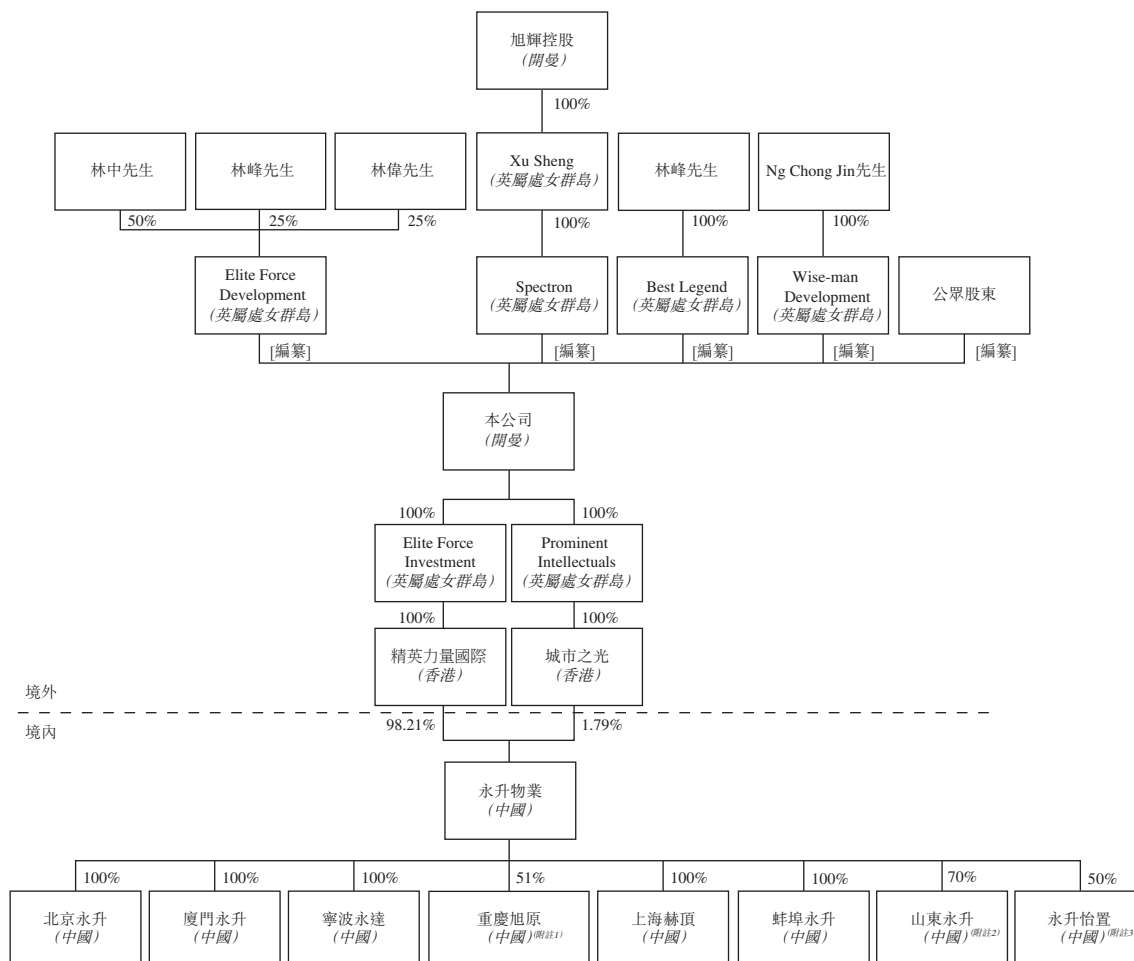 旭輝控股
(開曼)
100%
林中先生
林峰先生
林偉先生
Xu Sheng
(英屬處女群島)
林峰先生
Ng Chong Jin先生
50%
25%
25%
100%
100%
100%
Elite Force
Development
(英屬處女群島)
Spectron
(英屬處女群島)
Best Legend
(英屬處女群島)
Wise-man
Development
(英屬處女群島)
公眾股東
[編纂]
[編纂]
[編纂]
[編纂]
[編纂]
本公司
(開曼)
100%
100%
Elite Force
Investment
(英屬處女群島)
Prominent
Intellectuals
(英屬處女群島)
100%
100%
精英力量國際
(香港)
城市之光
(香港)
境外
境內
98.21%
1.79%
永升物業
(中國)
100%
100%
100%
51%
100%
100%
70%
50%
北京永升
(中國)
廈門永升
(中國)
寧波永達
(中國)
重慶旭原
(中國)(附註1)
上海赫頂
(中國)
蚌埠永升
(中國)
山東永升
(中國)(附註2)
永升怡置
(中國)(附註3)